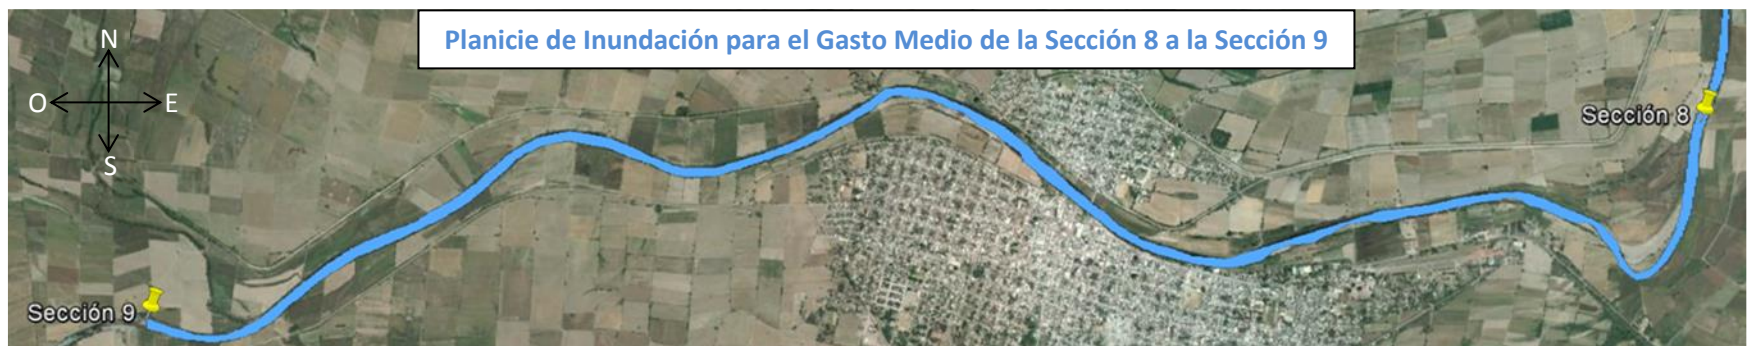 Planicie de Inundación para el Gasto Medio de la Sección 8 a la Sección 9
N
O E
S
Sección 8
Sección 9